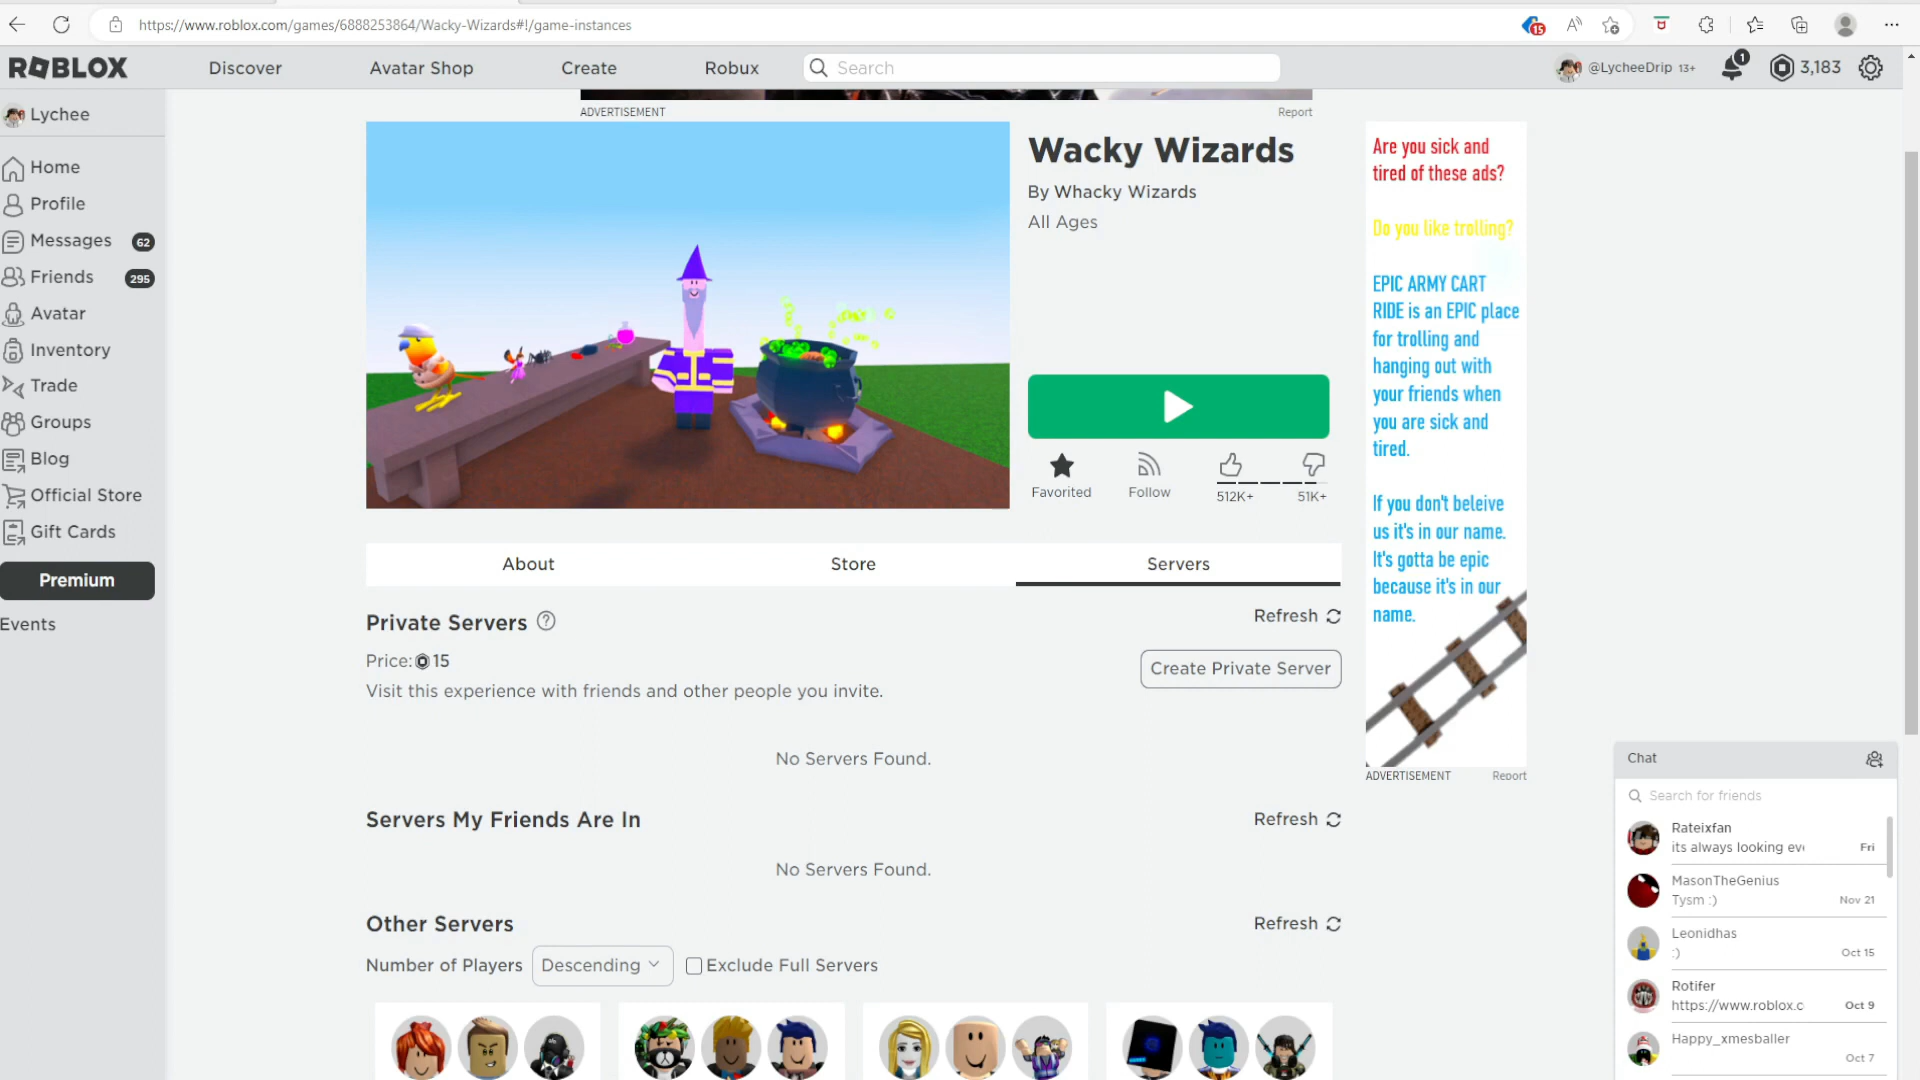 https://www.roblox.com/games/6888253864/Wacky-Wizards#!/game-instances
15
ROBLOX
Discover
Avatar Shop
Create
Robux
Search
@LycheeDrip 13+
1
3,183
Lychee
Home
Profile
Messages
62
Friends
295
Avatar
Inventory
Trade
Groups
Blog
Official Store
Gift Cards
Premium
Events
ADVERTISEMENT
Report
Wacky Wizards
By Whacky Wizards
All Ages
Favorited
Follow
512K+
51K+
About
Store
Servers
Private Servers
Refresh
Price: 15
Create Private Server
Visit this experience with friends and other people you invite.
No Servers Found.
Servers My Friends Are In
Refresh
No Servers Found.
Other Servers
Refresh
Number of Players
Descending
Exclude Full Servers
Are you sick and
tired of these ads?
Do you like trolling?
EPIC ARMY CART
RIDE is an EPIC place
for trolling and
hanging out with
your friends when
you are sick and
tired.
If you don't beleive
us it's in our name.
It's gotta be epic
because it's in our
name.
ADVERTISEMENT
Report
Chat
Search for friends
Rateixfan
its always looking eve
Fri
MasonTheGenius
Tysm :)
Nov 21
Leonidhas
:)
Oct 15
Rotifer
https://www.roblox.c
Oct 9
Happy_xmesballer
Oct 7